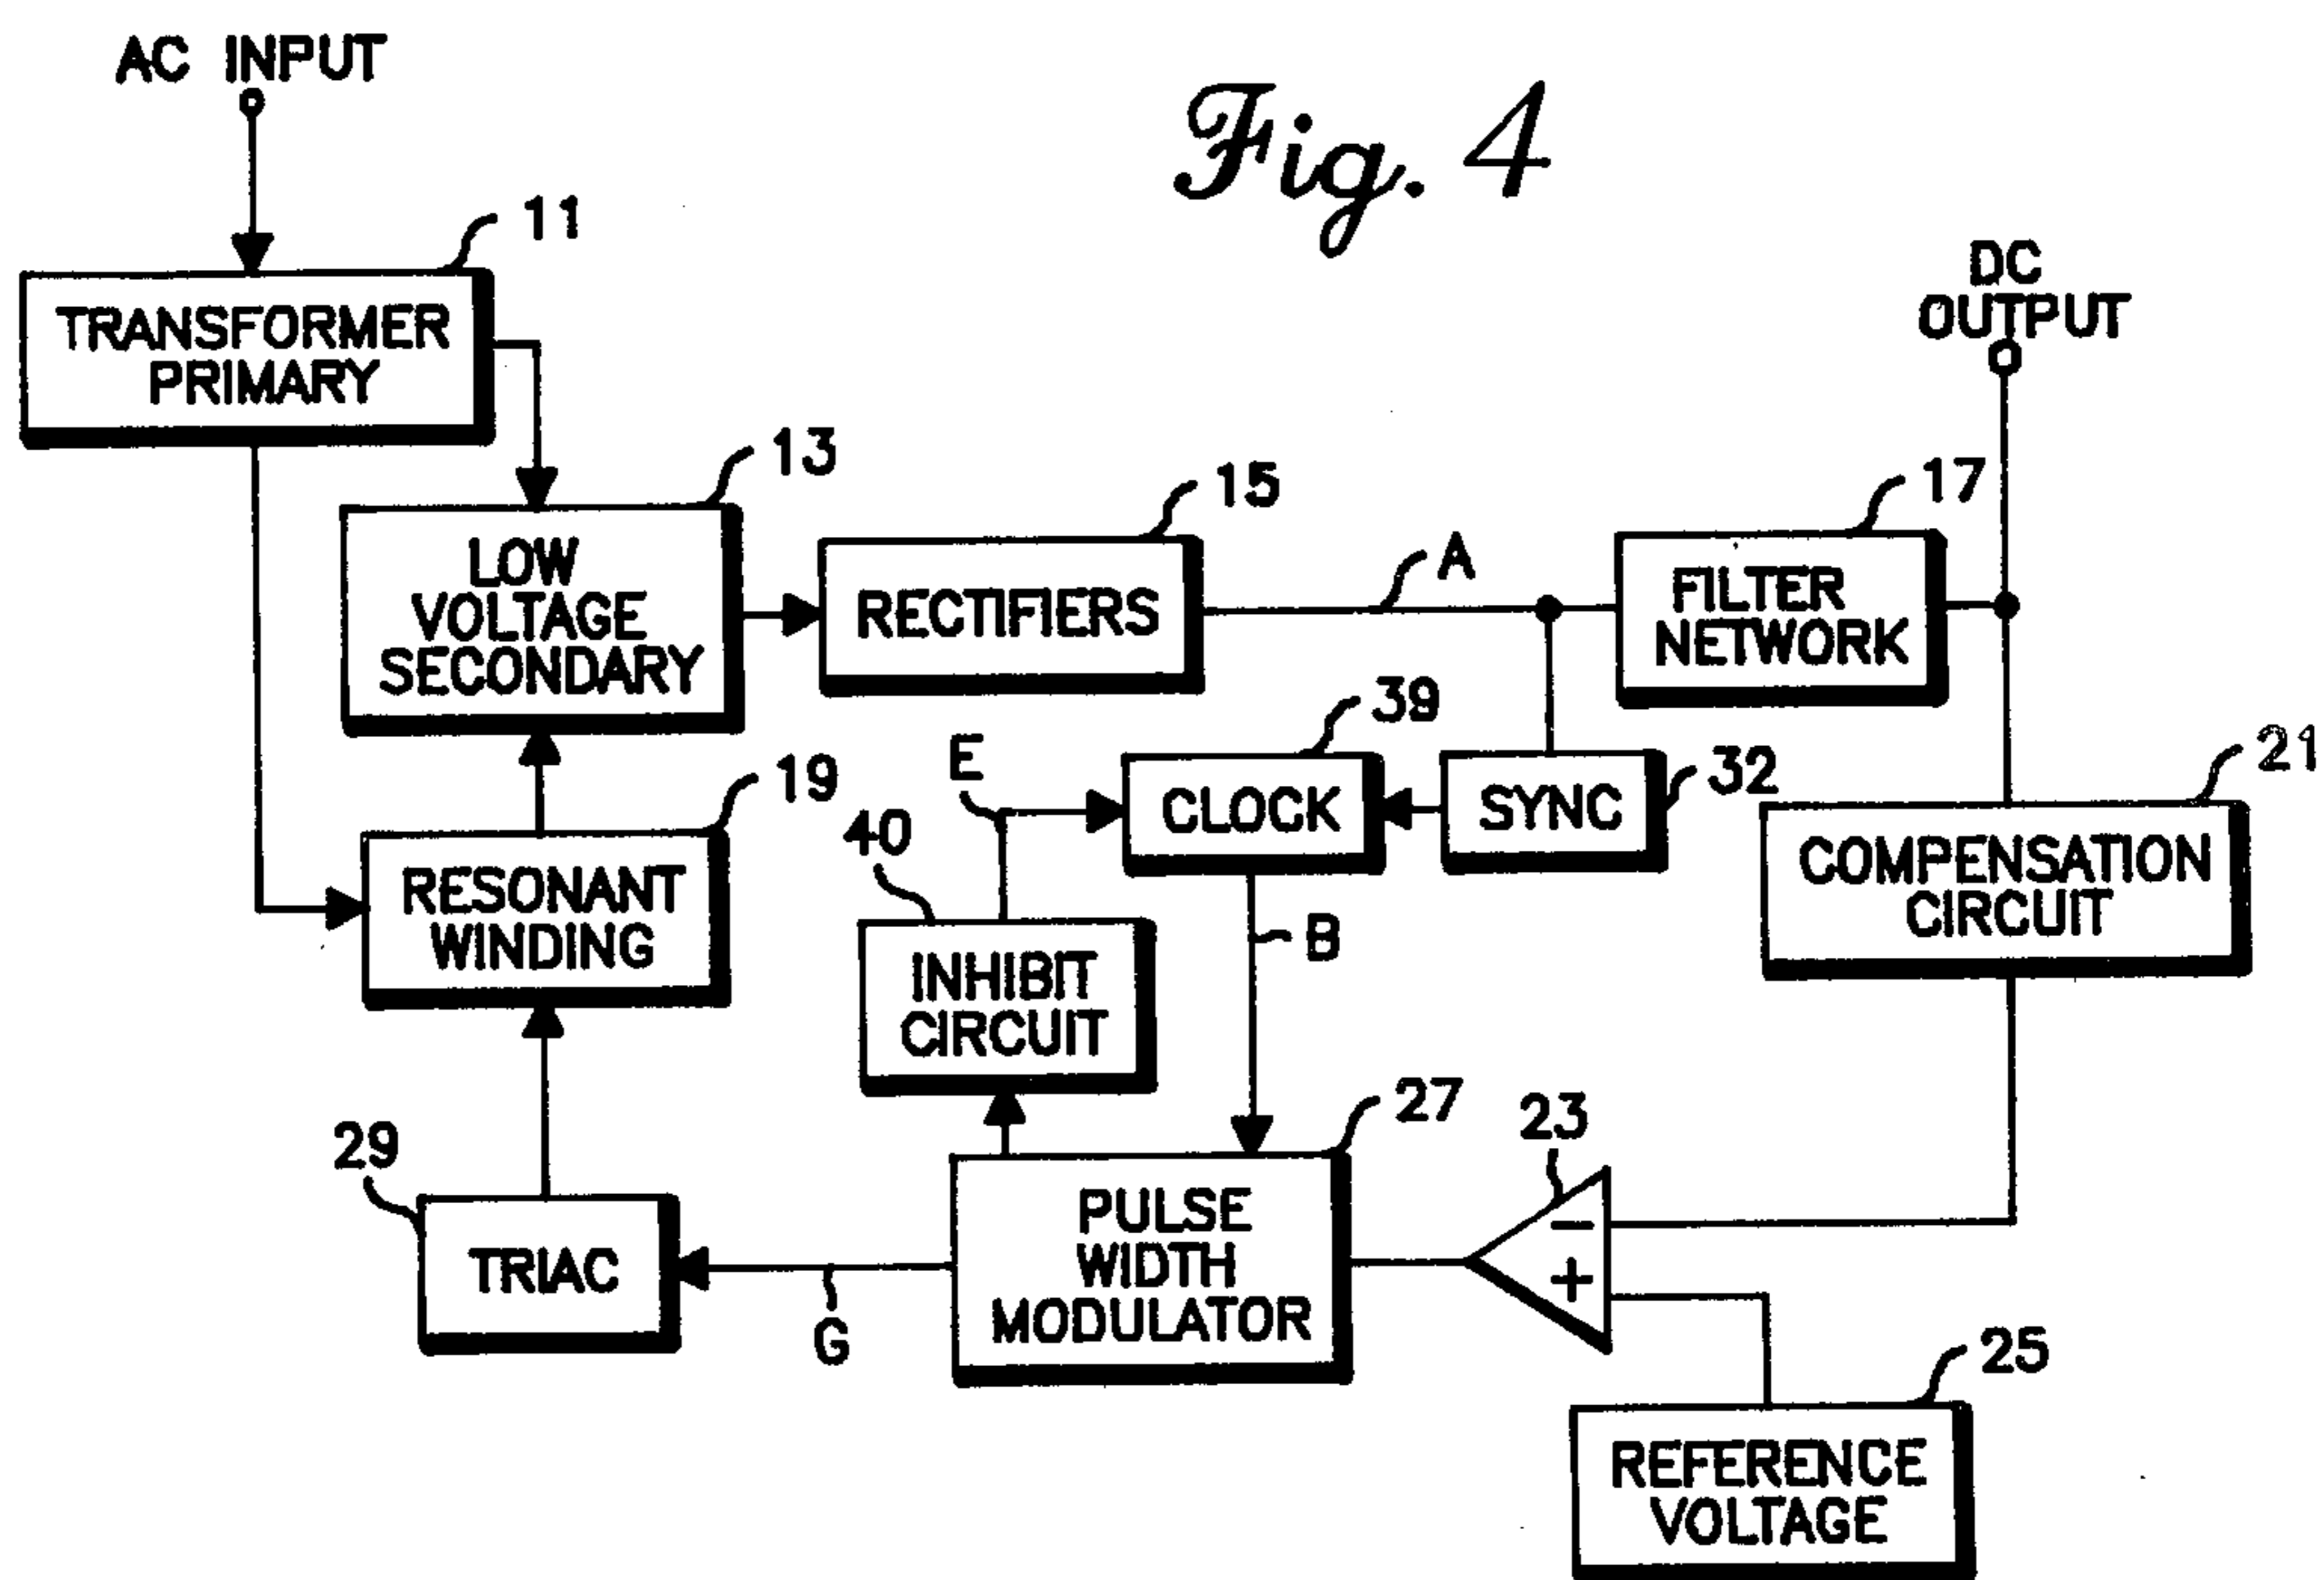 AC INPUT
Fig. 4
11
TRANSFORMER
PRIMARY
DC
OUTPUT
13
LOW
VOLTAGE
SECONDARY
15
RECTIFIERS
A
17
FILTER
NETWORK
19
RESONANT
WINDING
E
40
INHIBIT
CIRCUIT
39
CLOCK
SYNC
32
B
21
COMPENSATION
CIRCUIT
29
TRIAC
G
27
PULSE
WIDTH
MODULATOR
23
−
+
25
REFERENCE
VOLTAGE